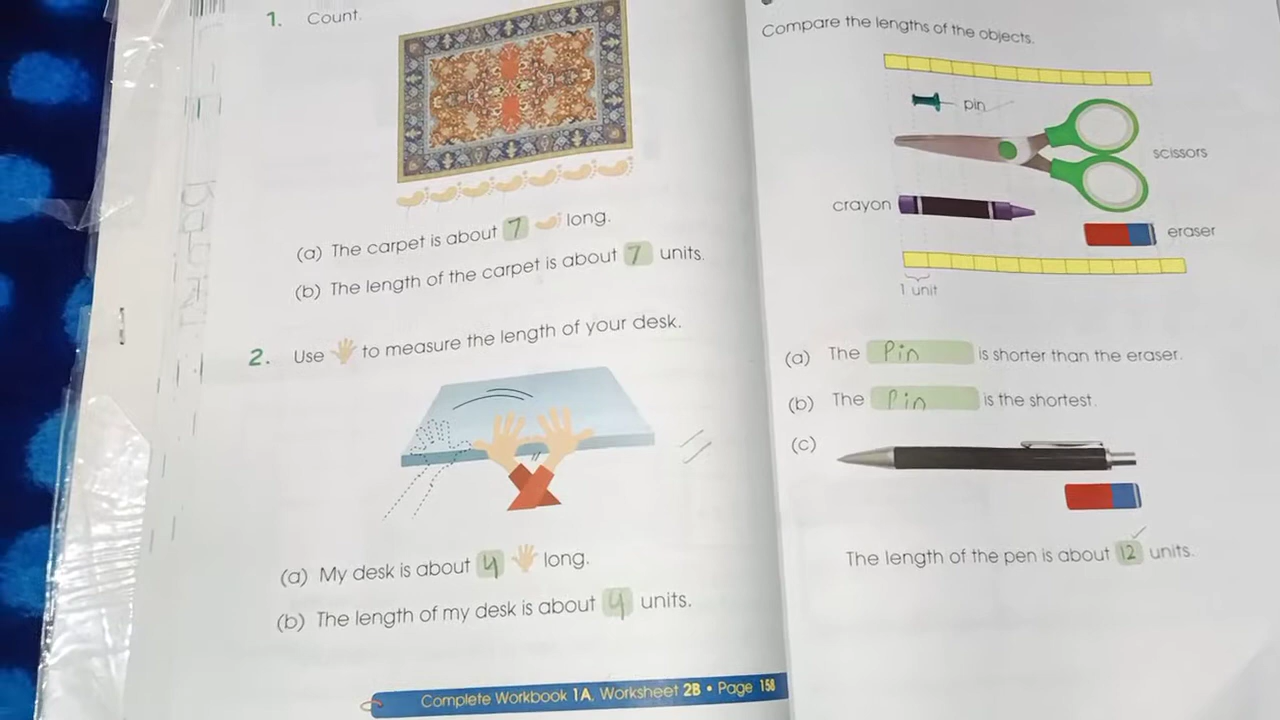 1. Count.
(a) The carpet is about 7 long.
(b) The length of the carpet is about 7 units.
2. Use to measure the length of your desk.
(a) My desk is about 4 long.
(b) The length of my desk is about 4 units.
Complete Workbook 1A, Worksheet 2B • Page 158
Compare the lengths of the objects.
pin
scissors
crayon
eraser
1 unit
(a) The Pin is shorter than the eraser.
(b) The Pin is the shortest.
(c)
The length of the pen is about 12 units.